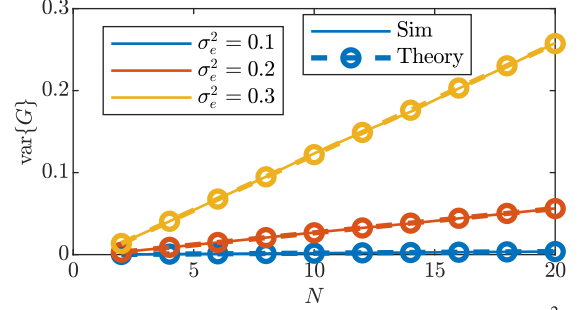 0.3
0.2
0.1
0
var{G}
σ_e^2 = 0.1
σ_e^2 = 0.2
σ_e^2 = 0.3
Sim
Theory
0 5 10 15 20
N
2